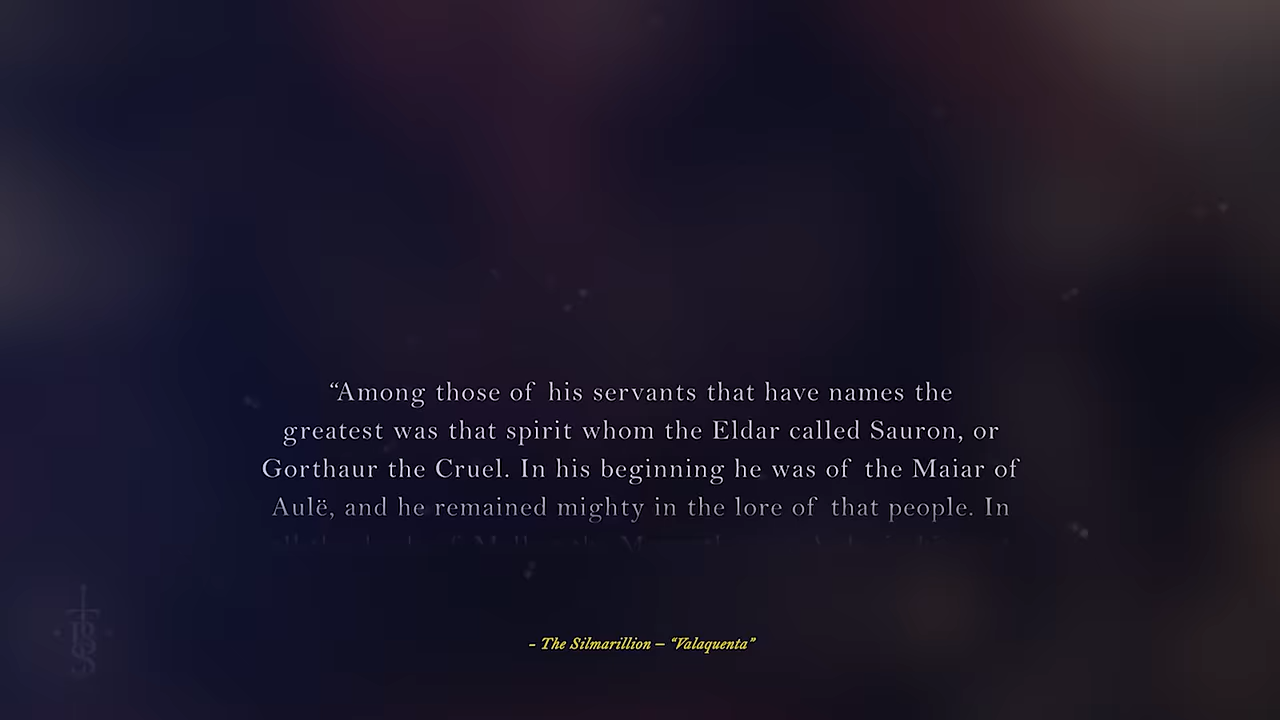 “Among those of his servants that have names the
greatest was that spirit whom the Eldar called Sauron, or
Gorthaur the Cruel. In his beginning he was of the Maiar of
Aulë, and he remained mighty in the lore of that people. In
- The Silmarillion – “Valaquenta”